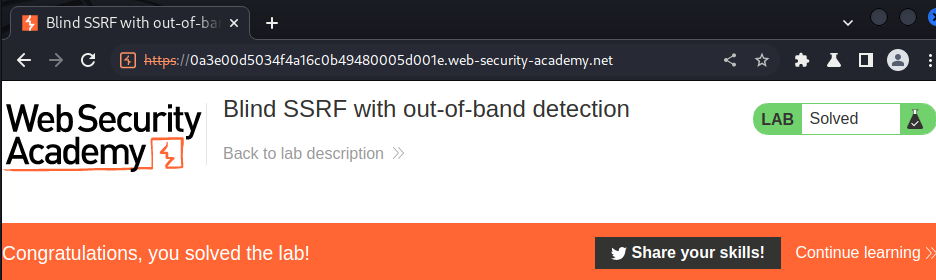 Blind SSRF with out-of-ba
https://0a3e00d5034f4a16c0b49480005d001e.web-security-academy.net
Web Security
Academy
Blind SSRF with out-of-band detection
Back to lab description
LAB Solved
Congratulations, you solved the lab!
Share your skills!
Continue learning